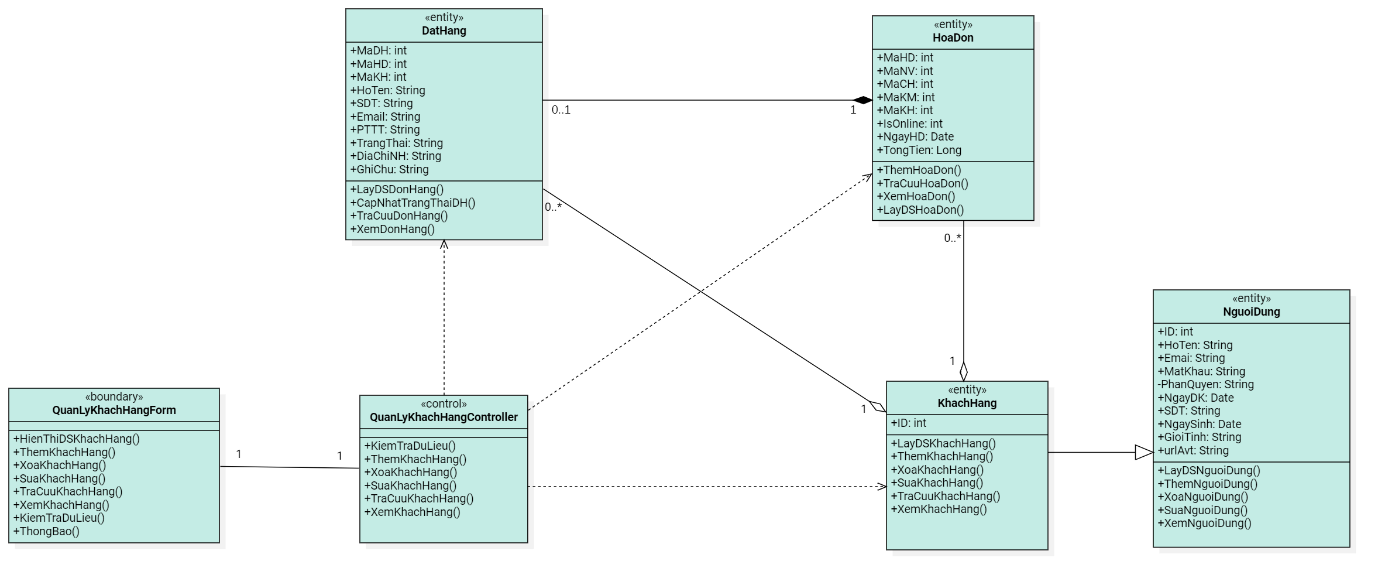 «entity»
DatHang
+MaDH: int
+MaHD: int
+MaKH: int
+HoTen: String
+SDT: String
+Email: String
+PTTT: String
+TrangThai: String
+DiaChiNH: String
+GhiChu: String
+LayDSDonHang()
+CapNhatTrangThaiDH()
+TraCuuDonHang()
+XemDonHang()
0..1
1
«entity»
HoaDon
+MaHD: int
+MaNV: int
+MaCH: int
+MaKM: int
+MaKH: int
+IsOnline: int
+NgayHD: Date
+TongTien: Long
+ThemHoaDon()
+TraCuuHoaDon()
+XemHoaDon()
+LayDSHoaDon()
0..*
0..*
1
1
«boundary»
QuanLyKhachHangForm
+HienThiDSKhachHang()
+ThemKhachHang()
+XoaKhachHang()
+SuaKhachHang()
+TraCuuKhachHang()
+XemKhachHang()
+KiemTraDuLieu()
+ThongBao()
1
1
«control»
QuanLyKhachHangController
+KiemTraDuLieu()
+ThemKhachHang()
+XoaKhachHang()
+SuaKhachHang()
+TraCuuKhachHang()
+XemKhachHang()
«entity»
KhachHang
+ID: int
+LayDSKhachHang()
+ThemKhachHang()
+XoaKhachHang()
+SuaKhachHang()
+TraCuuKhachHang()
+XemKhachHang()
«entity»
NguoiDung
+ID: int
+HoTen: String
+Emai: String
+MatKhau: String
-PhanQuyen: String
+NgayDK: Date
+SDT: String
+NgaySinh: Date
+GioiTinh: String
+urlAvt: String
+LayDSNguoiDung()
+ThemNguoiDung()
+XoaNguoiDung()
+SuaNguoiDung()
+XemNguoiDung()